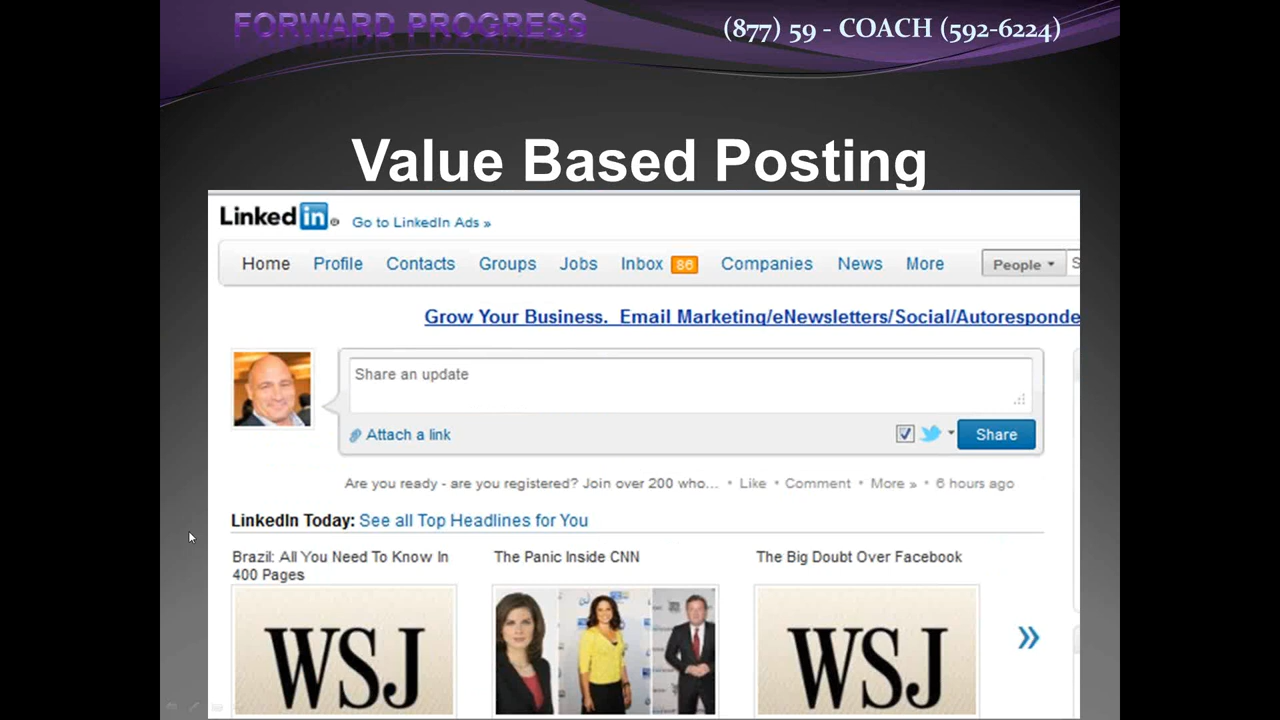 FORWARD PROGRESS
(877) 59 - COACH (592-6224)
Value Based Posting
Linked in ® Go to LinkedIn Ads »
Home Profile Contacts Groups Jobs Inbox 86 Companies News More People S
Grow Your Business. Email Marketing/eNewsletters/Social/Autoresponde
Share an update
Attach a link Share
Are you ready - are you registered? Join over 200 who... • Like • Comment • More » • 6 hours ago
LinkedIn Today: See all Top Headlines for You
Brazil: All You Need To Know In
400 Pages
The Panic Inside CNN
The Big Doubt Over Facebook
WSJ
WSJ